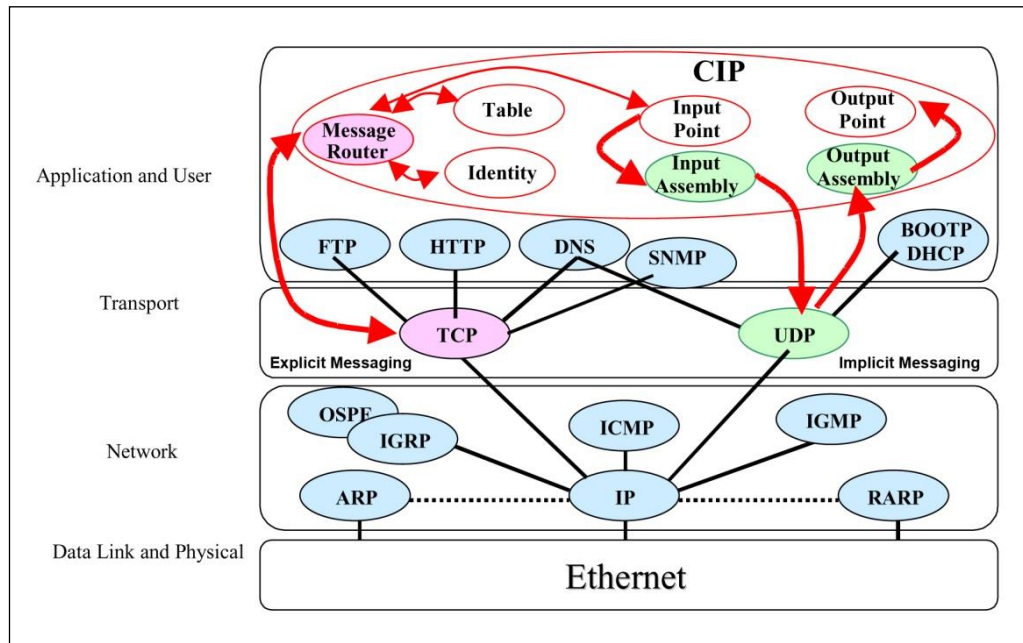 CIP
Table
Input
Point
Output
Point
Message
Router
Input
Assembly
Output
Assembly
Identity
Application and User
FTP
HTTP
DNS
SNMP
BOOTP
DHCP
Transport
TCP
UDP
Explicit Messaging
Implicit Messaging
OSPF
IGRP
ICMP
IGMP
Network
ARP
IP
RARP
Data Link and Physical
Ethernet